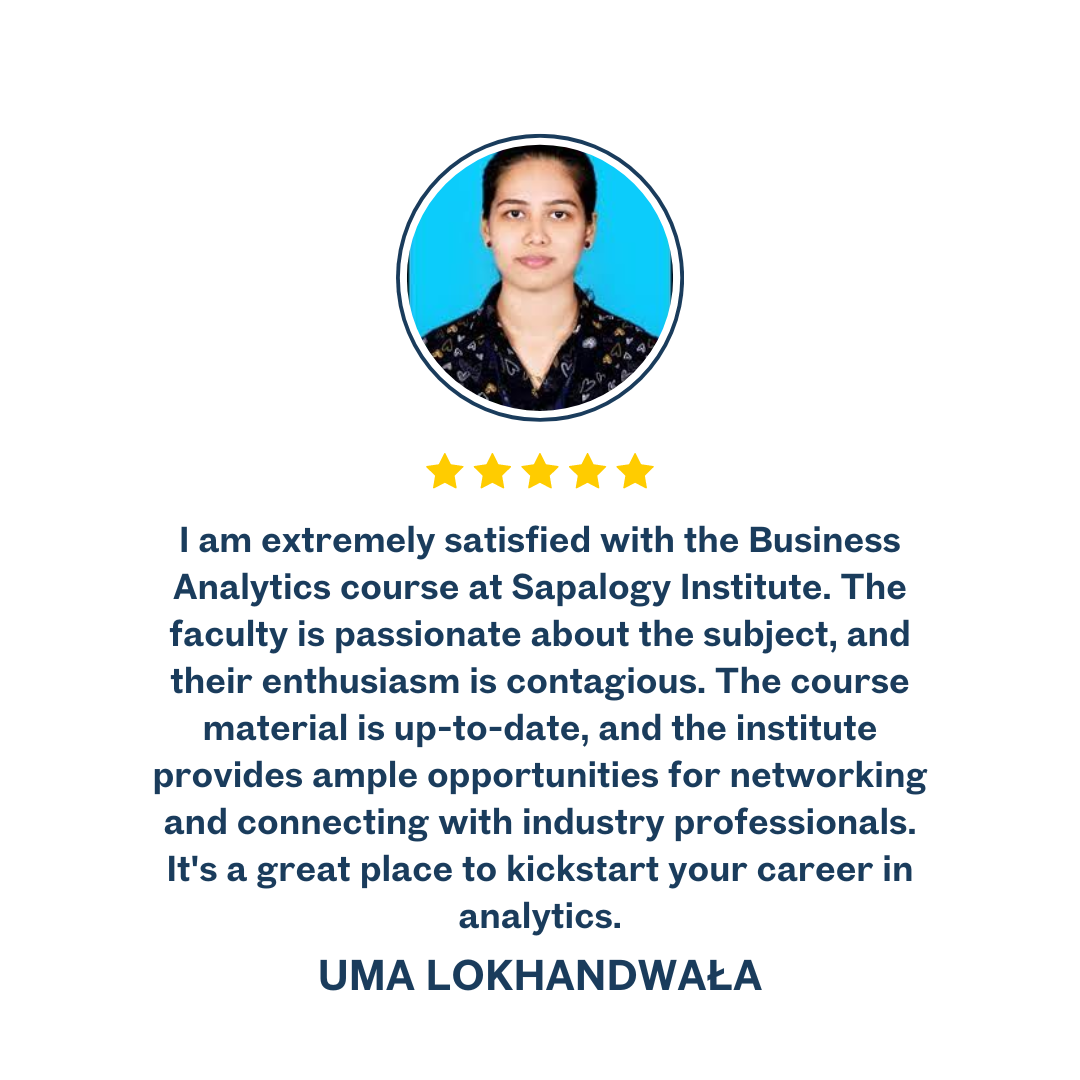 I am extremely satisfied with the Business
Analytics course at Sapalogy Institute. The
faculty is passionate about the subject, and
their enthusiasm is contagious. The course
material is up-to-date, and the institute
provides ample opportunities for networking
and connecting with industry professionals.
It's a great place to kickstart your career in
analytics.
UMA LOKHANDWAŁA